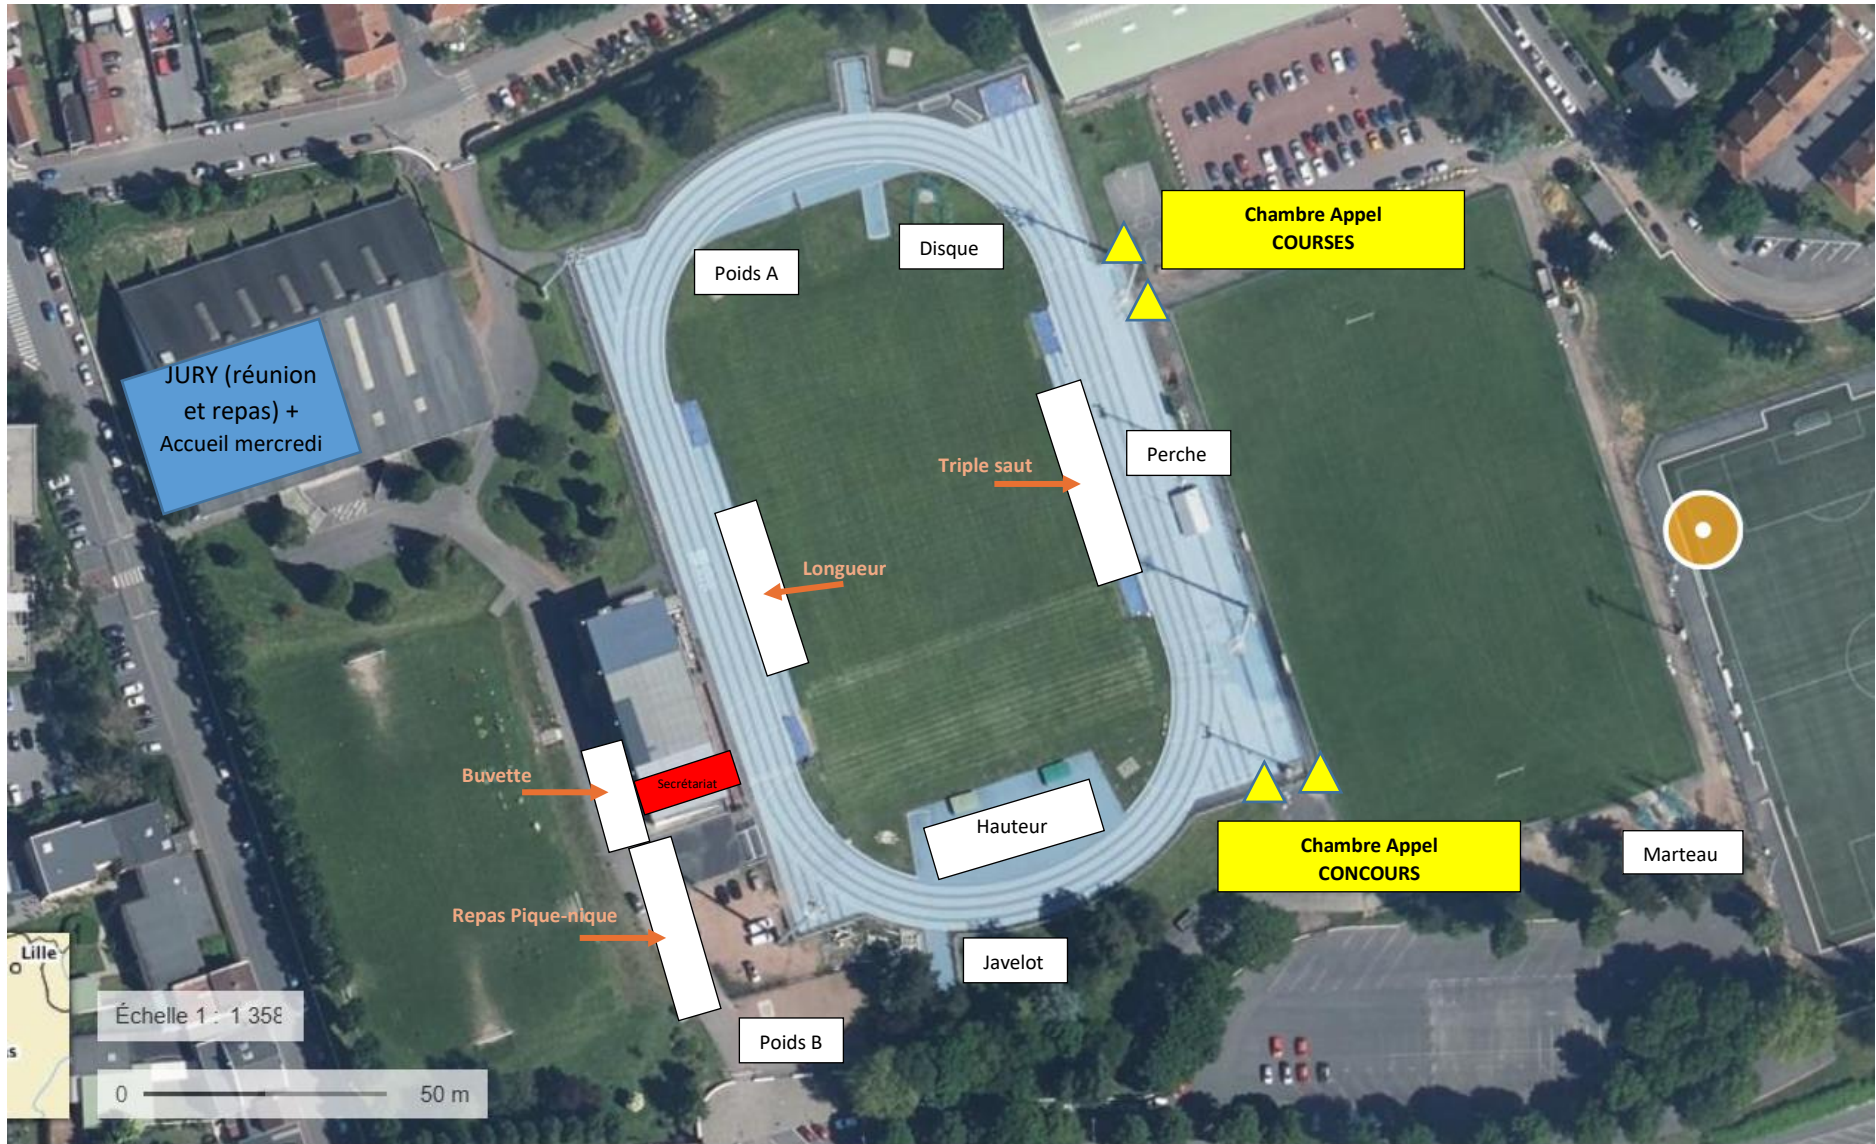 Chambre Appel
COURSES
Disque
Poids A
JURY (réunion
et repas) +
Accueil mercredi
Perche
Triple saut
Longueur
Buvette
Secrétariat
Hauteur
Chambre Appel
CONCOURS
Marteau
Repas Pique-nique
Javelot
Lille
Échelle 1 : 1 358
Poids B
0 50 m